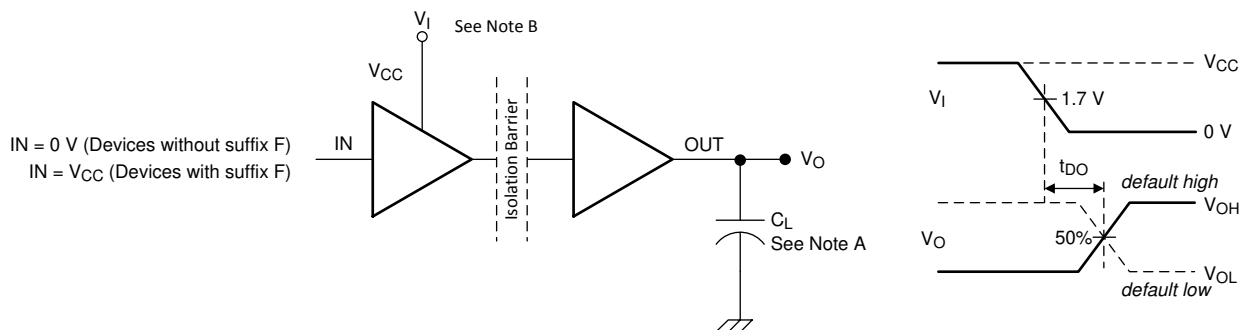 V_I
See Note B
V_CC
IN = 0 V (Devices without suffix F)
IN = V_CC (Devices with suffix F)
IN
Isolation Barrier
OUT
V_O
C_L
See Note A
V_I
V_CC
1.7 V
0 V
t_DO
default high
V_OH
V_O
50%
V_OL
default low